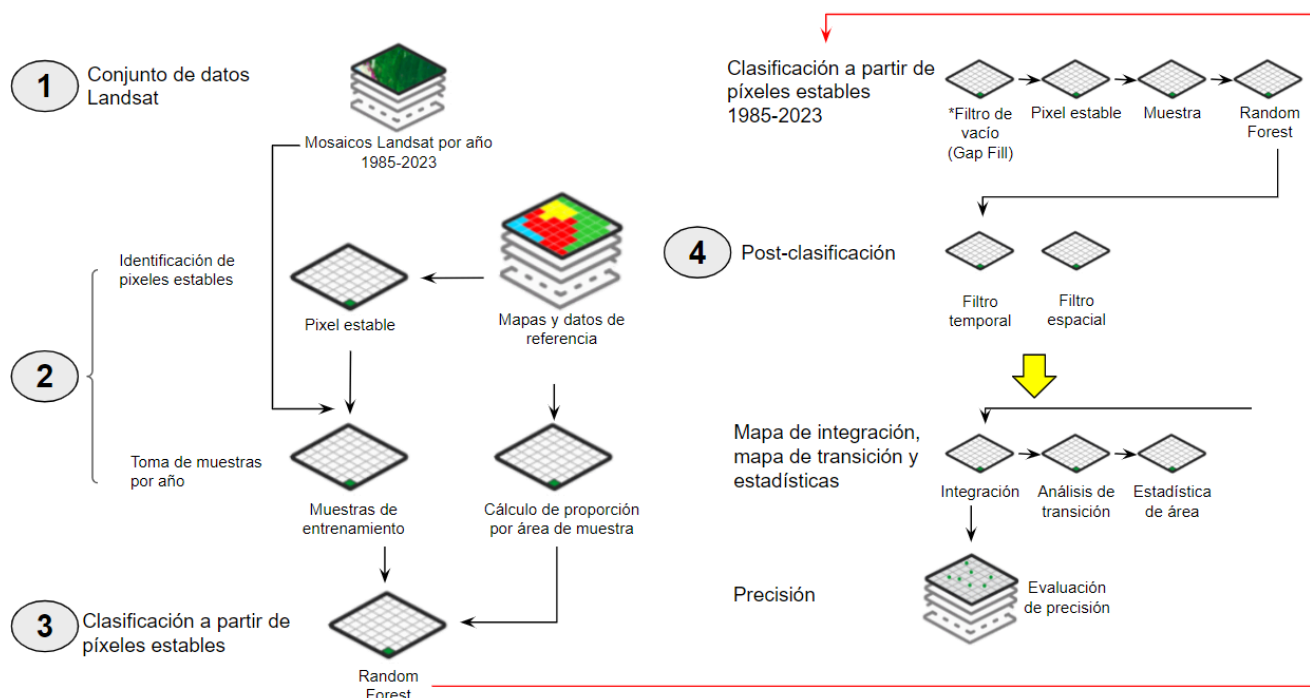 1
Conjunto de datos
Landsat
Mosaicos Landsat por año
1985-2023
2
Identificación de
pixeles estables
Pixel estable
Mapas y datos de
referencia
Toma de muestras
por año
Muestras de
entrenamiento
Cálculo de proporción
por área de muestra
3
Clasificación a partir de
píxeles estables
Random
Forest
Clasificación a partir de
píxeles estables
1985-2023
*Filtro de
vacío
(Gap Fill)
Pixel estable
Muestra
Random
Forest
4
Post-clasificación
Filtro
temporal
Filtro
espacial
Mapa de integración,
mapa de transición y
estadísticas
Integración
Análisis de
transición
Estadística
de área
Precisión
Evaluación
de precisión